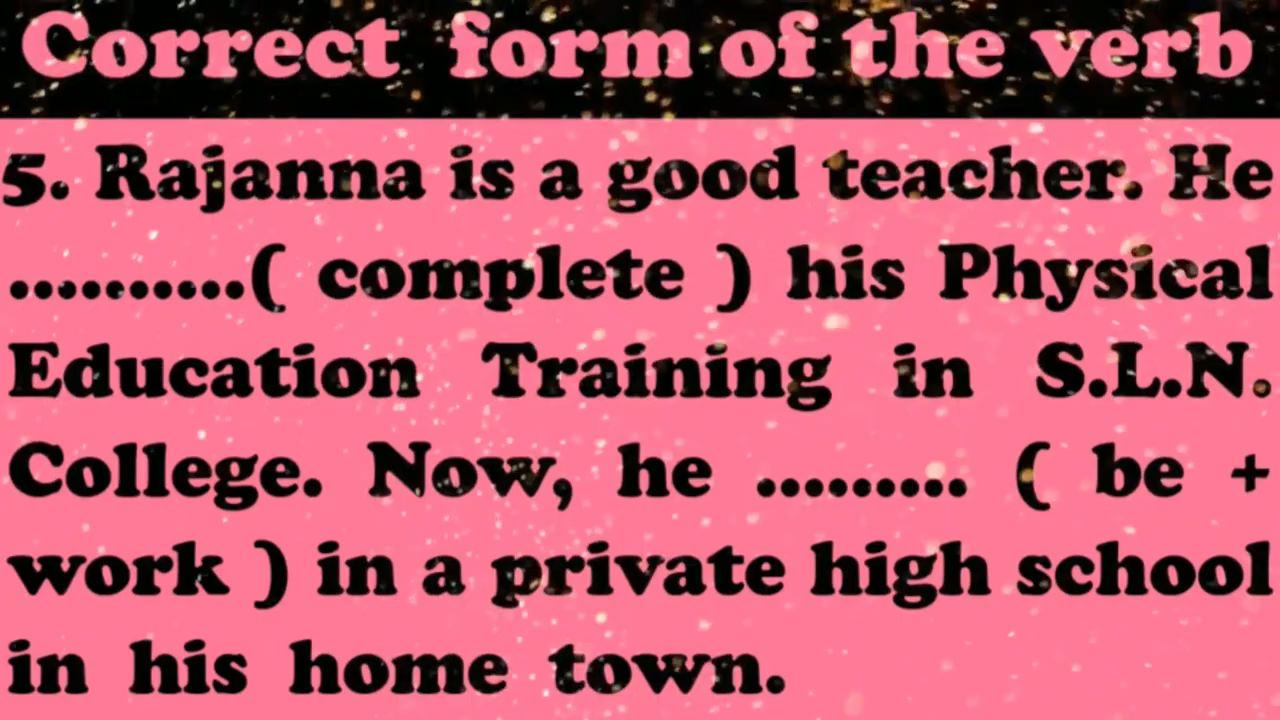 Correct form of the verb
5. Rajanna is a good teacher. He
..........( complete ) his Physical
Education Training in S.L.N.
College. Now, he ......... ( be +
work ) in a private high school
in his home town.